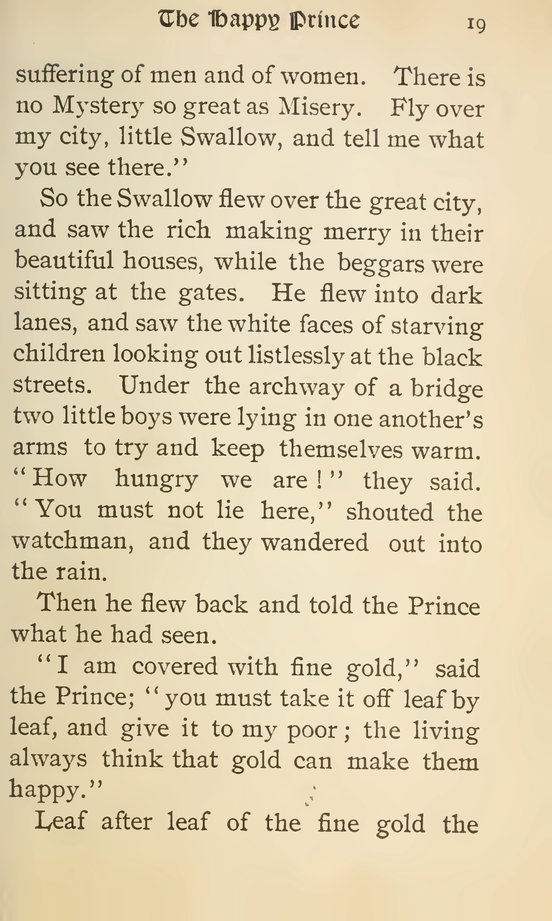 The Happy Prince 19
suffering of men and of women. There is
no Mystery so great as Misery. Fly over
my city, little Swallow, and tell me what
you see there.”
So the Swallow flew over the great city,
and saw the rich making merry in their
beautiful houses, while the beggars were
sitting at the gates. He flew into dark
lanes, and saw the white faces of starving
children looking out listlessly at the black
streets. Under the archway of a bridge
two little boys were lying in one another’s
arms to try and keep themselves warm.
“How hungry we are!” they said.
“You must not lie here,” shouted the
watchman, and they wandered out into
the rain.
Then he flew back and told the Prince
what he had seen.
“I am covered with fine gold,” said
the Prince; “you must take it off leaf by
leaf, and give it to my poor; the living
always think that gold can make them
happy.”
Leaf after leaf of the fine gold the